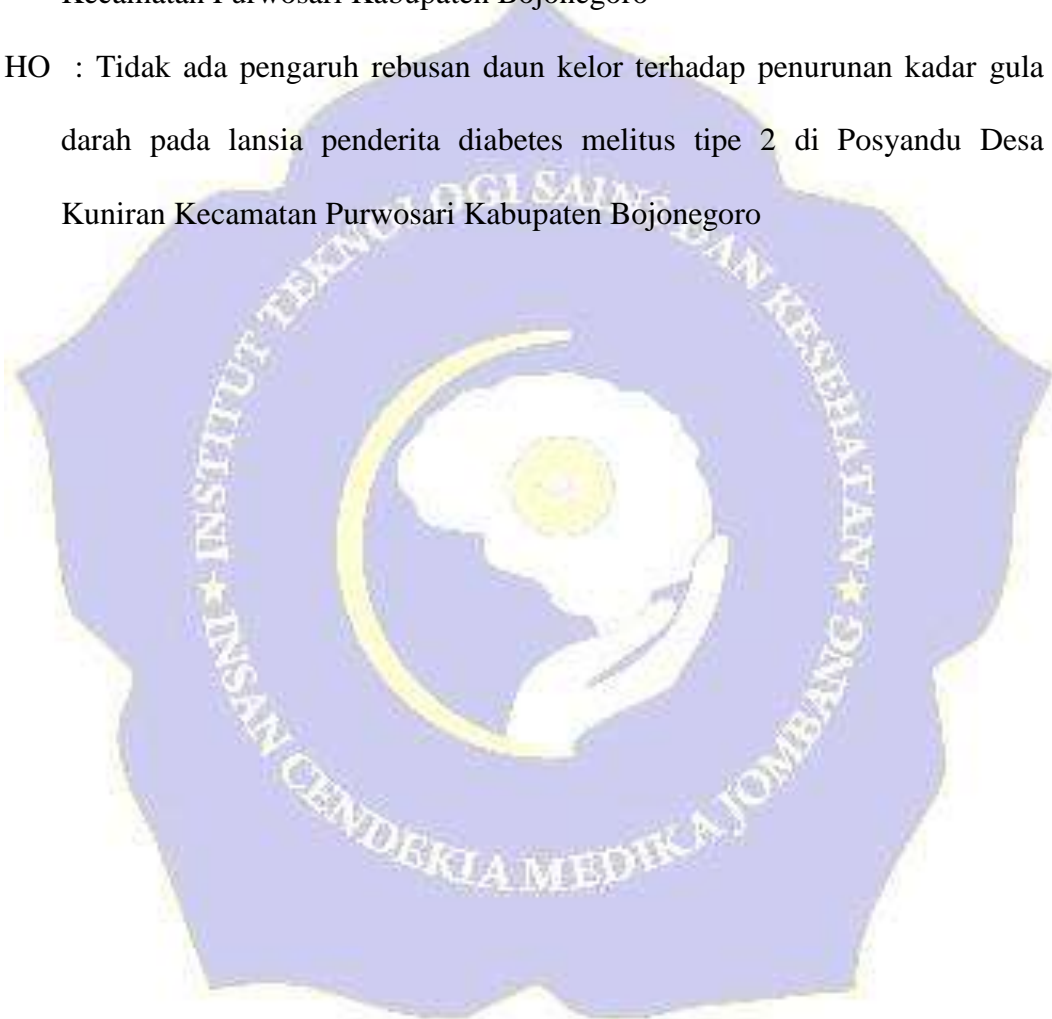 Kecamatan Purwosari Kabupaten Bojonegoro
HO : Tidak ada pengaruh rebusan daun kelor terhadap penurunan kadar gula
darah pada lansia penderita diabetes melitus tipe 2 di Posyandu Desa
Kuniran Kecamatan Purwosari Kabupaten Bojonegoro
INSTITUT TEKNOLOGI SAINS DAN KESEHATAN
INSAN CENDEKIA MEDIKA JOMBANG